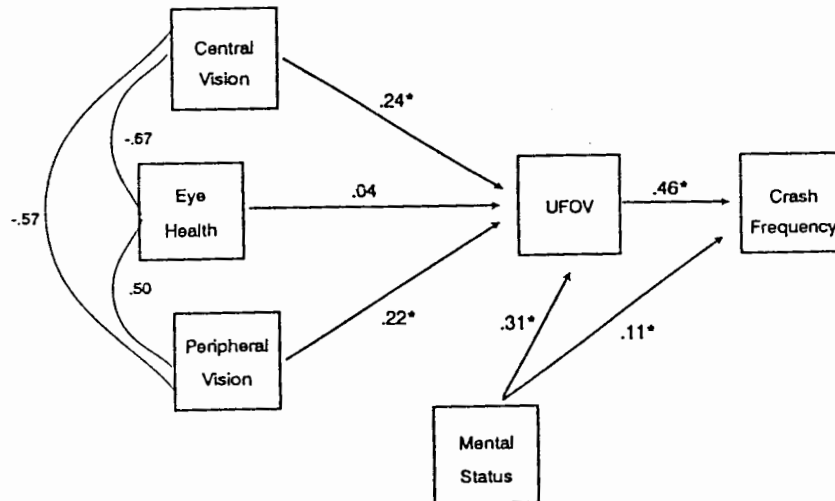 Central
Vision
.24*
-.67
Eye
Health
.04
UFOV
.46*
Crash
Frequency
-.57
.50
.22*
.31*
.11*
Peripheral
Vision
Mental
Status